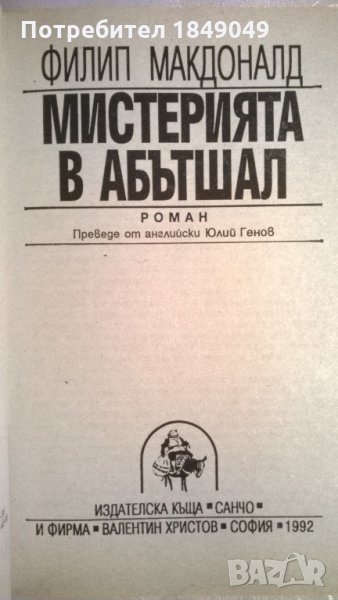 Потребител 1849049
ФИЛИП МАКДОНАЛД
МИСТЕРИЯТА
В АБЪТШАЛ
РОМАН
Преведе от английски Юлий Генов
ИЗДАТЕЛСКА КЪЩА ▪ САНЧО ▪
И ФИРМА ▪ ВАЛЕНТИН ХРИСТОВ ▪ СОФИЯ ▪ 1992
BAZAR